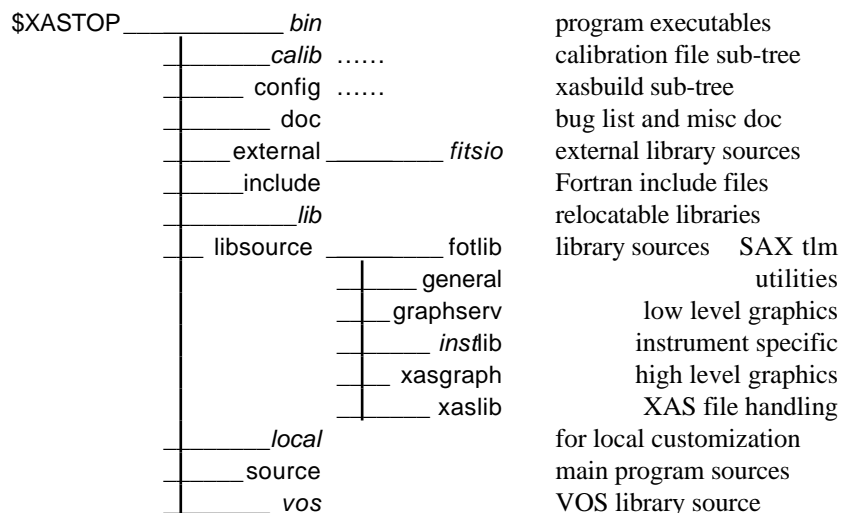 $XASTOP bin program executables
calib ...... calibration file sub-tree
config ...... xasbuild sub-tree
doc bug list and misc doc
external fitsio external library sources
include Fortran include files
lib relocatable libraries
libsource fotlib library sources SAX tlm
general utilities
graphserv low level graphics
instlib instrument specific
xasgraph high level graphics
xaslib XAS file handling
local for local customization
source main program sources
vos VOS library source